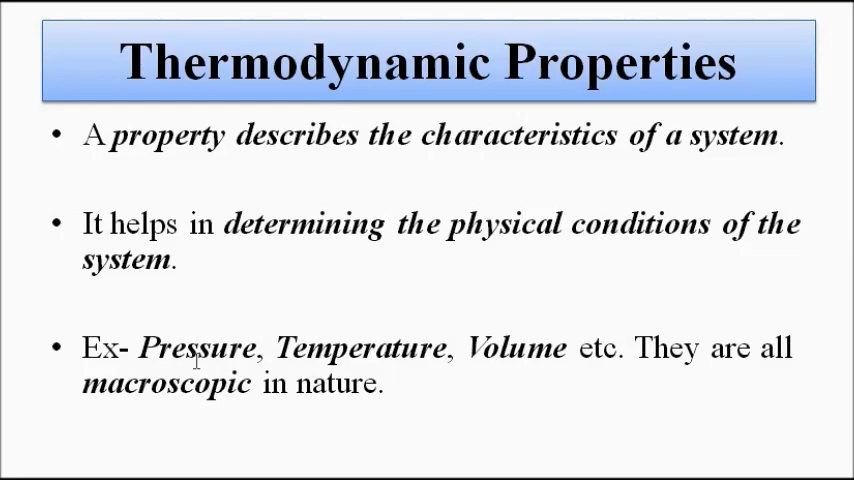 Thermodynamic Properties
• A property describes the characteristics of a system.
• It helps in determining the physical conditions of the
system.
• Ex- Pressure, Temperature, Volume etc. They are all
macroscopic in nature.